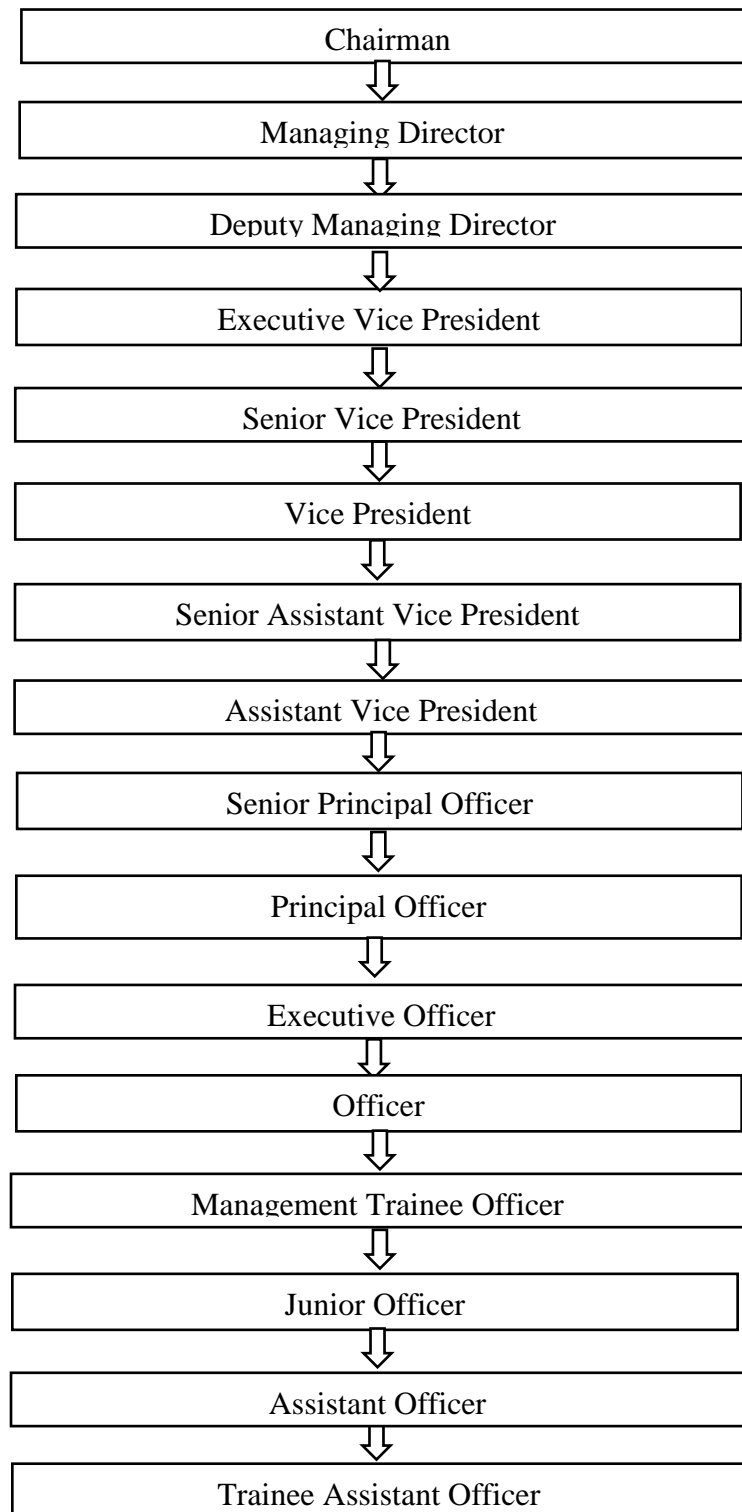 Chairman
Managing Director
Deputy Managing Director
Executive Vice President
Senior Vice President
Vice President
Senior Assistant Vice President
Assistant Vice President
Senior Principal Officer
Principal Officer
Executive Officer
Officer
Management Trainee Officer
Junior Officer
Assistant Officer
Trainee Assistant Officer